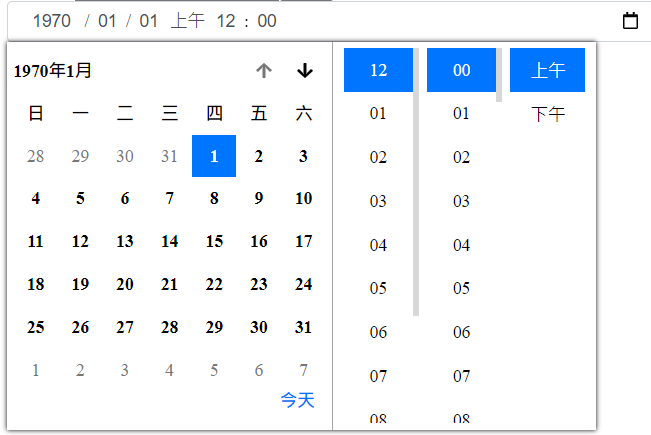 1970 / 01 / 01 上午 12 : 00
1970年1月
日 一 二 三 四 五 六
28 29 30 31 1 2 3
4 5 6 7 8 9 10
11 12 13 14 15 16 17
18 19 20 21 22 23 24
25 26 27 28 29 30 31
1 2 3 4 5 6 7
今天
12 00 上午
01 01 下午
02 02
03 03
04 04
05 05
06 06
07 07
08 08